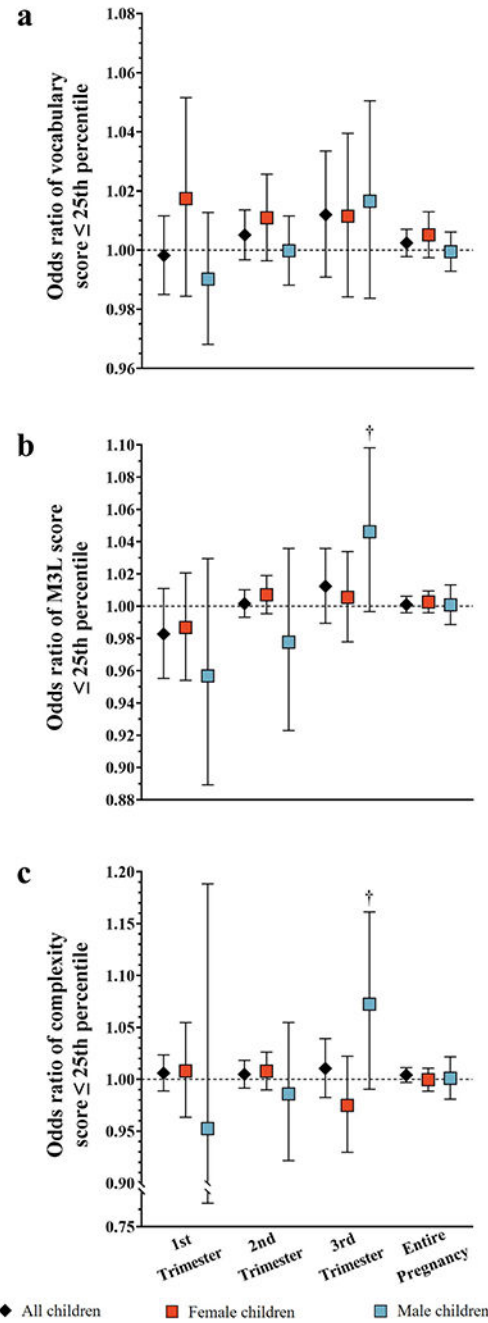 a
Odds ratio of vocabulary
score ≤ 25th percentile
1.08
1.06
1.04
1.02
1.00
0.98
0.96
b
Odds ratio of M3L score
≤ 25th percentile
1.10
1.08
1.06
1.04
1.02
1.00
0.98
0.96
0.94
0.92
0.90
0.88
†
c
Odds ratio of complexity
score ≤ 25th percentile
1.20
1.15
1.10
1.05
1.00
0.95
0.90
0.75
†
1st
Trimester
2nd
Trimester
3rd
Trimester
Entire
Pregnancy
All children
Female children
Male children